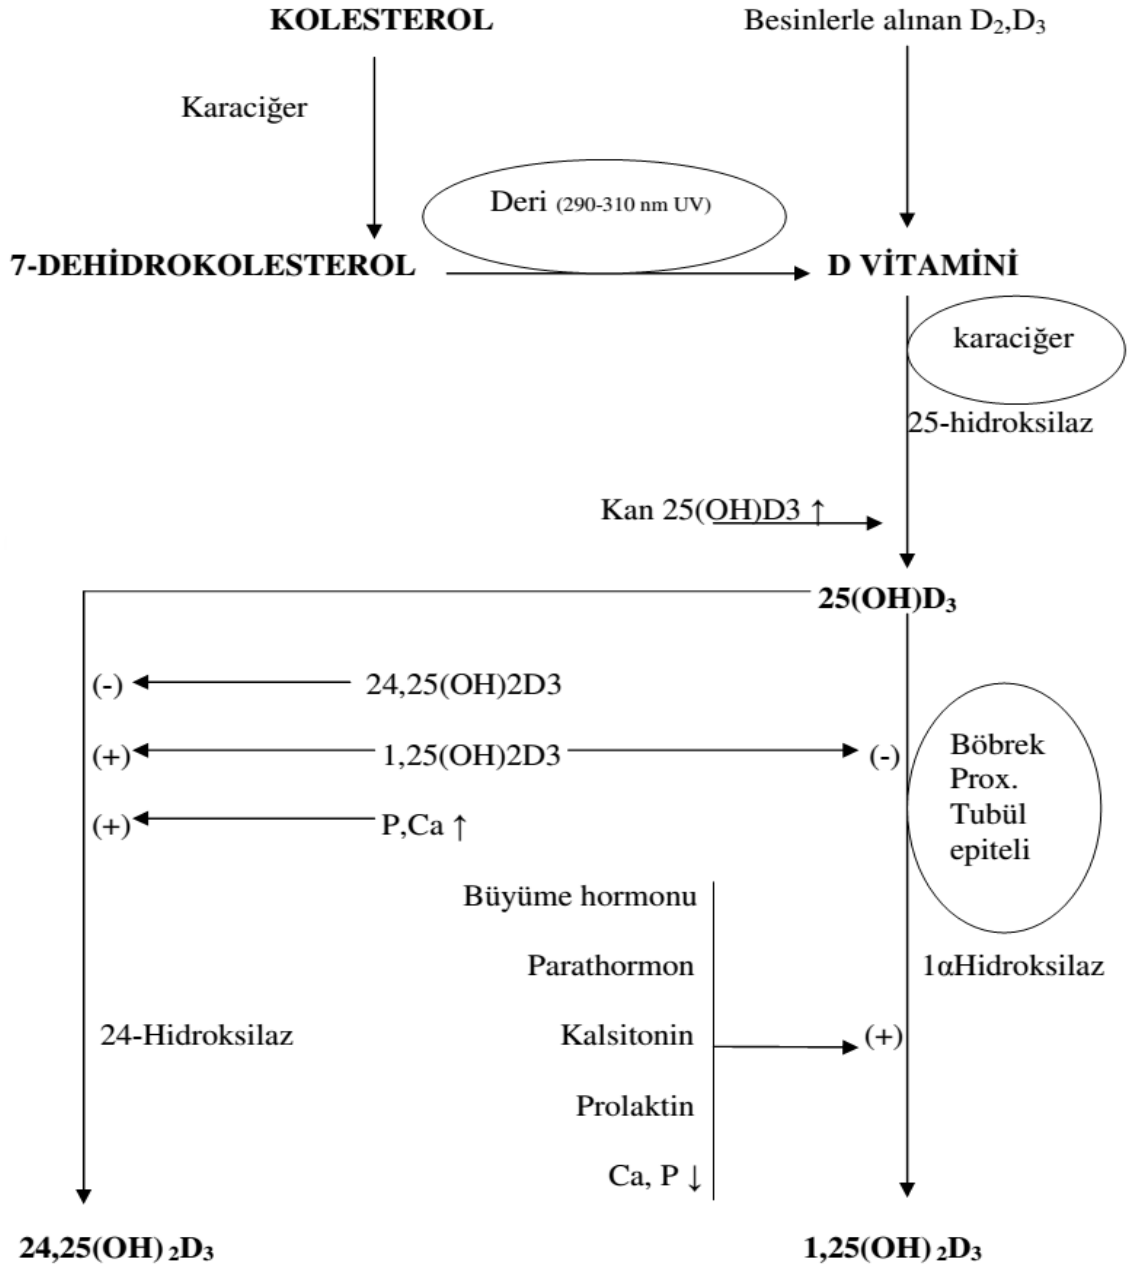 KOLESTEROL
Besinlerle alınan D₂,D₃
Karaciğer
Deri (290-310 nm UV)
7-DEHİDROKOLESTEROL
D VİTAMİNİ
karaciğer
25-hidroksilaz
Kan 25(OH)D3 ↑
25(OH)D₃
(-)
24,25(OH)2D3
(+)
1,25(OH)2D3
(-)
Böbrek
Prox.
Tubül
epiteli
(+)
P,Ca ↑
Büyüme hormonu
Parathormon
1αHidroksilaz
24-Hidroksilaz
Kalsitonin
(+)
Prolaktin
Ca, P ↓
24,25(OH) ₂D₃
1,25(OH) ₂D₃